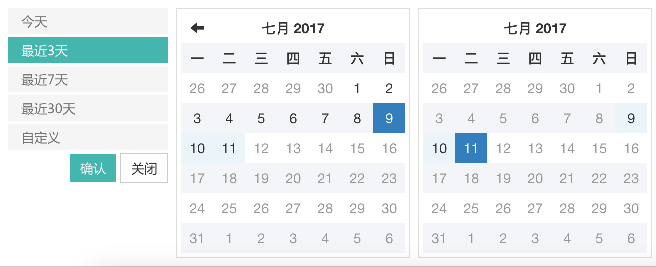 今天
最近3天
最近7天
最近30天
自定义
确认 关闭
七月 2017
一 二 三 四 五 六 日
26 27 28 29 30 1 2
3 4 5 6 7 8 9
10 11 12 13 14 15 16
17 18 19 20 21 22 23
24 25 26 27 28 29 30
31 1 2 3 4 5 6
七月 2017
一 二 三 四 五 六 日
26 27 28 29 30 1 2
3 4 5 6 7 8 9
10 11 12 13 14 15 16
17 18 19 20 21 22 23
24 25 26 27 28 29 30
31 1 2 3 4 5 6